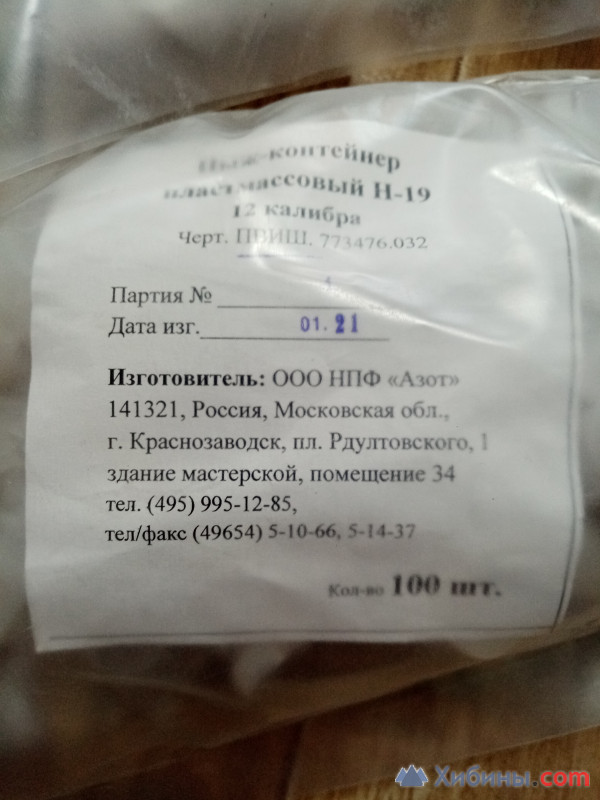 Пыж-контейнер
пластмассовый Н-19
12 калибра
Черт. ПВИШ. 773476.032
Партия №
Дата изг. 01.21
Изготовитель: ООО НПФ «Азот»
141321, Россия, Московская обл.,
г. Краснозаводск, пл. Рдултовского, 1
здание мастерской, помещение 34
тел. (495) 995-12-85,
тел/факс (49654) 5-10-66, 5-14-37
Кол-во 100 шт.
Хибины.com